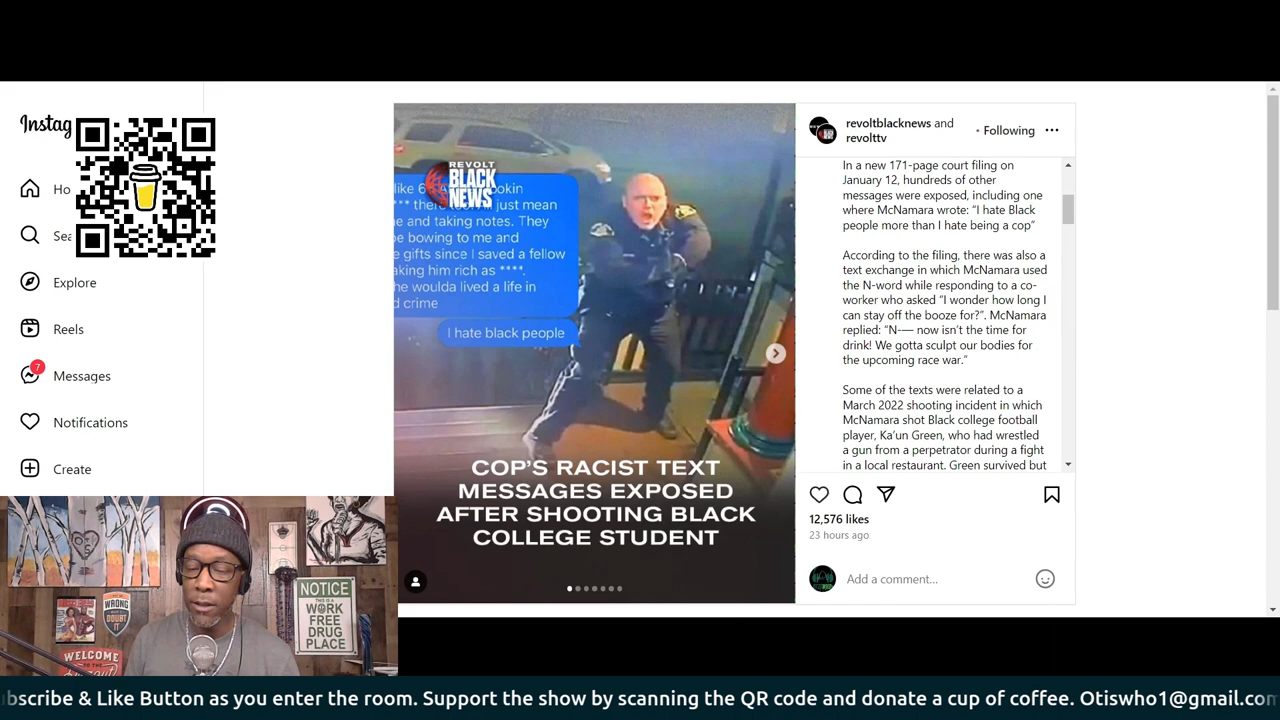 Instag
Ho
Sea
Explore
Reels
7
Messages
Notifications
Create
REVOLT
BLACK
NEWS
like 6
*** there
just mean
e and taking notes. They
be bowing to me and
e gifts since I saved a fellow
aking him rich as ****.
he woulda lived a life in
d crime
I hate black people
COP'S RACIST TEXT
MESSAGES EXPOSED
AFTER SHOOTING BLACK
COLLEGE STUDENT
revoltblacknews and
revolttv
• Following
In a new 171-page court filing on
January 12, hundreds of other
messages were exposed, including one
where McNamara wrote: “I hate Black
people more than I hate being a cop”
According to the filing, there was also a
text exchange in which McNamara used
the N-word while responding to a co-
worker who asked “I wonder how long I
can stay off the booze for?”. McNamara
replied: “N-— now isn’t the time for
drink! We gotta sculpt our bodies for
the upcoming race war.”
Some of the texts were related to a
March 2022 shooting incident in which
McNamara shot Black college football
player, Ka’un Green, who had wrestled
a gun from a perpetrator during a fight
in a local restaurant. Green survived but
12,576 likes
23 hours ago
Add a comment...
WRONG
DOUBT
IT
WELCOME
TO THE
NOTICE
THIS IS A
WORK
FREE
DRUG
PLACE
ubscribe & Like Button as you enter the room. Support the show by scanning the QR code and donate a cup of coffee. Otiswho1@gmail.com